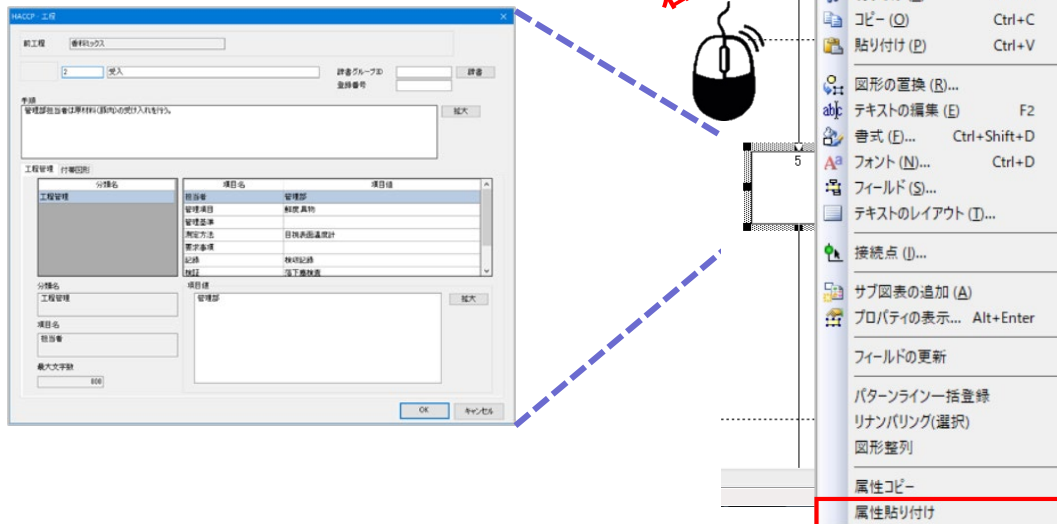 HACCP - 工程
前工程 香料ミックス
2 受入 辞書グループID 辞書
登録番号
手順
管理部担当者は原材料(豚肉)の受け入れを行う。
拡大
工程管理 付帯図形
分類名 項目名 項目値
工程管理 担当者 管理部
管理項目 鮮度,異物
管理基準
測定方法 目視表面温度計
要求事項
記録 検収記録
検証 落下菌検査
分類名 項目値
工程管理 管理部 拡大
項目名
担当者
最大文字数
800
OK キャンセル
5
コピー (O) Ctrl+C
貼り付け (P) Ctrl+V
図形の置換 (R)...
テキストの編集 (E) F2
書式 (F)... Ctrl+Shift+D
フォント (N)... Ctrl+D
フィールド (S)...
テキストのレイアウト (T)...
接続点 (I)...
サブ図表の追加 (A)
プロパティの表示... Alt+Enter
フィールドの更新
パターンライン一括登録
リナンバリング(選択)
図形整列
属性コピー
属性貼り付け